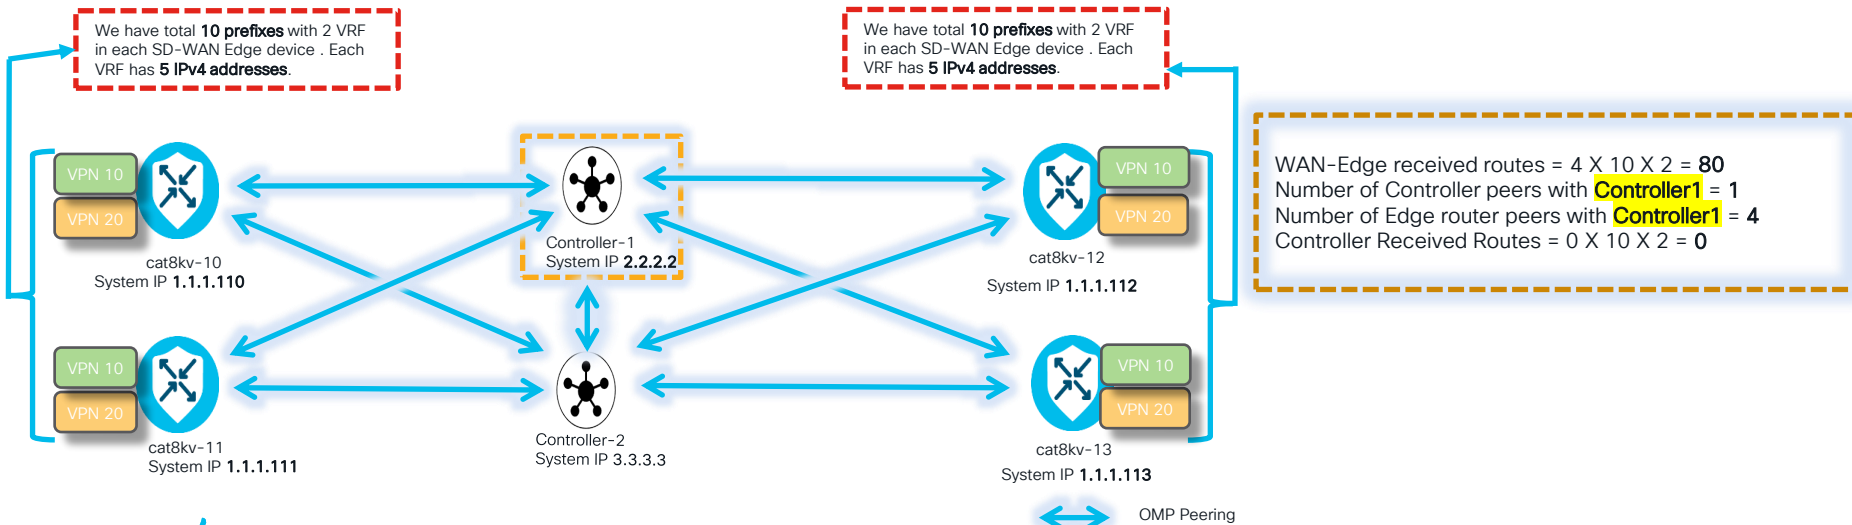 We have total 10 prefixes with 2 VRF
in each SD-WAN Edge device . Each
VRF has 5 IPv4 addresses.
We have total 10 prefixes with 2 VRF
in each SD-WAN Edge device . Each
VRF has 5 IPv4 addresses.
VPN 10
VPN 20
cat8kv-10
System IP 1.1.1.110
Controller-1
System IP 2.2.2.2
VPN 10
VPN 20
cat8kv-12
System IP 1.1.1.112
WAN-Edge received routes = 4 X 10 X 2 = 80
Number of Controller peers with Controller1 = 1
Number of Edge router peers with Controller1 = 4
Controller Received Routes = 0 X 10 X 2 = 0
VPN 10
VPN 20
cat8kv-11
System IP 1.1.1.111
Controller-2
System IP 3.3.3.3
VPN 10
VPN 20
cat8kv-13
System IP 1.1.1.113
OMP Peering